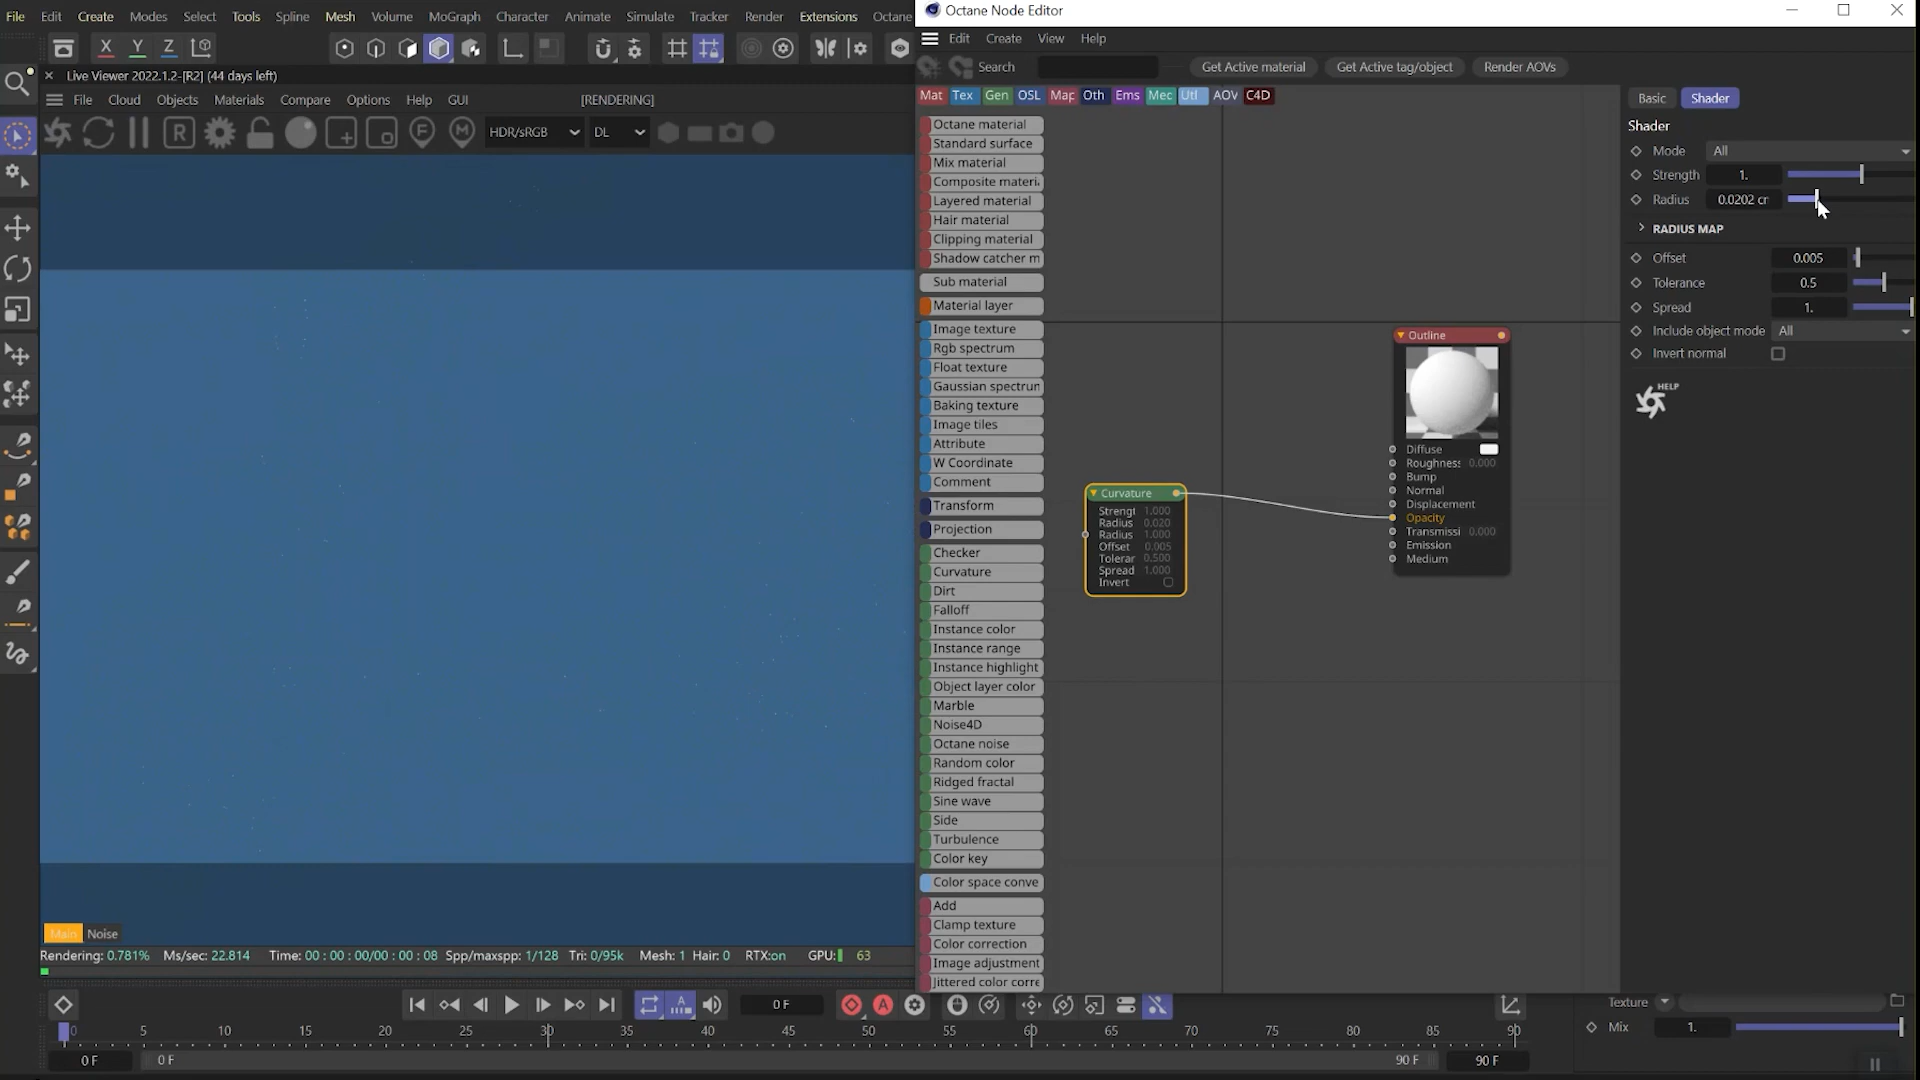 File Edit Create Modes Select Tools Spline Mesh Volume MoGraph Character Animate Simulate Tracker Render Extensions Octane
Octane Node Editor
Edit Create View Help
Search Get Active material Get Active tag/object Render AOVs
Mat Tex Gen OSL Map Oth Ems Mec Utl AOV C4D
X Y Z
Live Viewer 2022.1.2-[R2] (44 days left)
File Cloud Objects Materials Compare Options Help GUI [RENDERING]
R F M HDR/sRGB DL
Octane material
Standard surface
Mix material
Composite materi
Layered material
Hair material
Clipping material
Shadow catcher m
Sub material
Material layer
Image texture
Rgb spectrum
Float texture
Gaussian spectrun
Baking texture
Image tiles
Attribute
W Coordinate
Comment
Transform
Projection
Checker
Curvature
Dirt
Falloff
Instance color
Instance range
Instance highlight
Object layer color
Marble
Noise4D
Octane noise
Random color
Ridged fractal
Sine wave
Side
Turbulence
Color key
Color space conve
Add
Clamp texture
Color correction
Image adjustment
Jittered color corre
Curvature
Strengt 1.000
Radius 0.020
Radius 1.000
Offset 0.005
Tolerar 0.500
Spread 1.000
Invert
Outline
Diffuse
Roughness 0.000
Bump
Normal
Displacement
Opacity
Transmissi 0.000
Emission
Medium
Basic Shader
Shader
Mode All
Strength 1.
Radius 0.0202 cr
RADIUS MAP
Offset 0.005
Tolerance 0.5
Spread 1.
Include object mode All
Invert normal
HELP
Main Noise
Rendering: 0.781% Ms/sec: 22.814 Time: 00 : 00 : 00/00 : 00 : 08 Spp/maxspp: 1/128 Tri: 0/95k Mesh: 1 Hair: 0 RTX:on GPU: 63
A A 0 F
Texture
0 5 10 15 20 25 30 35 40 45 50 55 60 65 70 75 80 85 90
Mix 1.
0 F 0 F 90 F 90 F